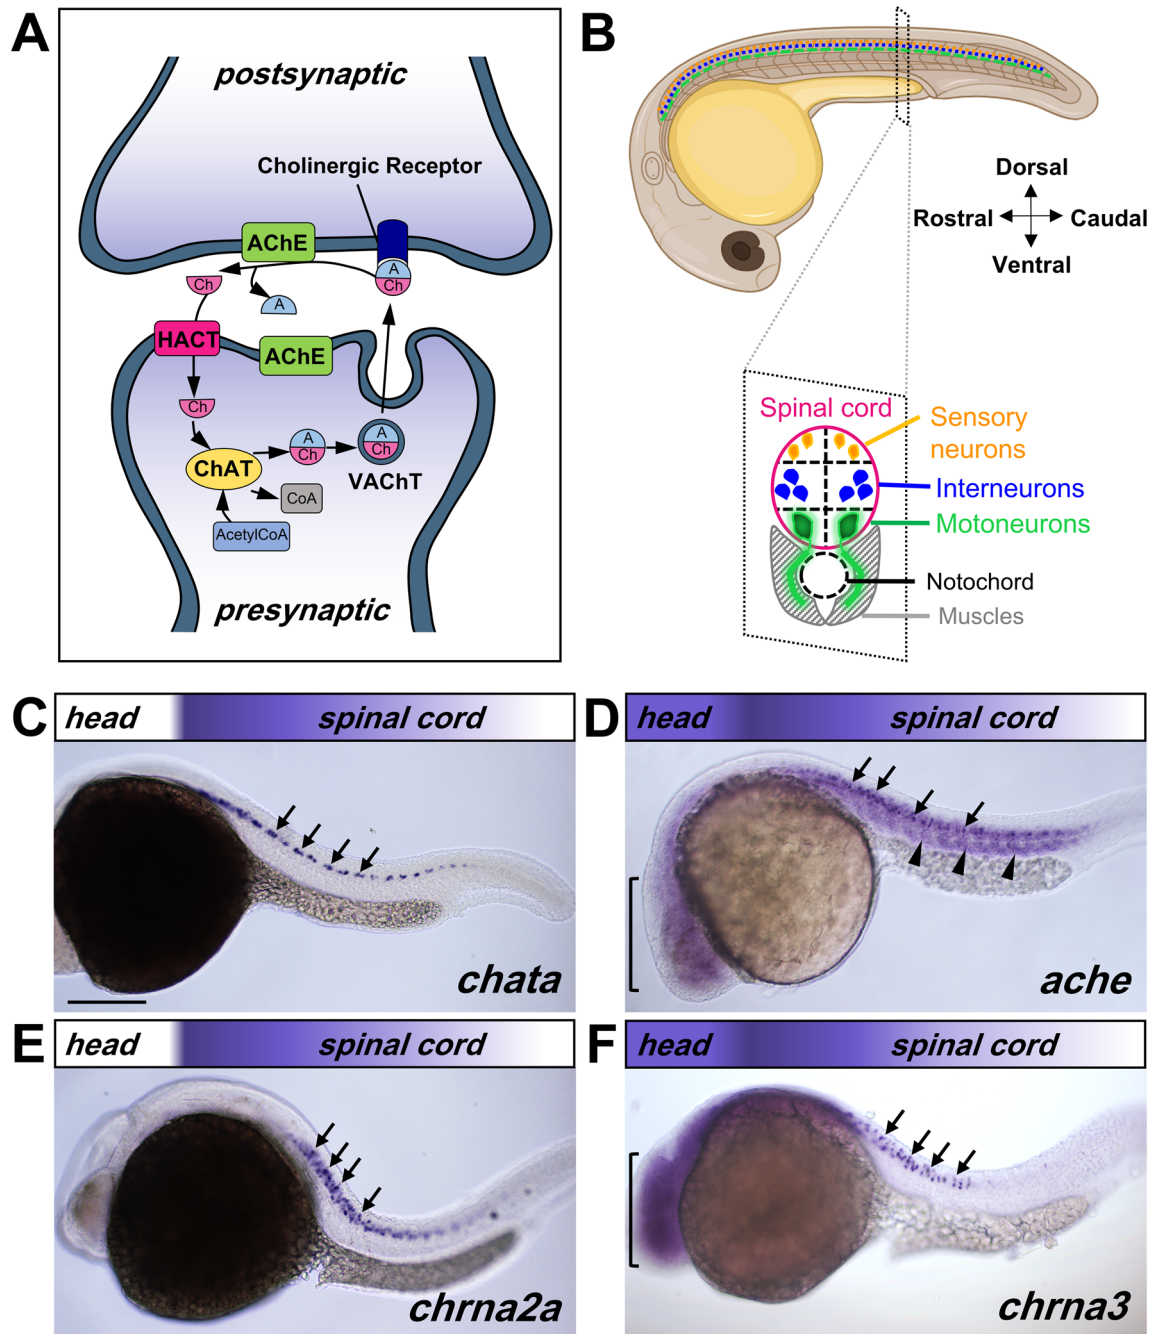 A
postsynaptic
Cholinergic Receptor
AChE
A
Ch
Ch
A
HACT
AChE
Ch
A
Ch
A
Ch
ChAT
VAChT
CoA
AcetylCoA
presynaptic
B
Dorsal
Rostral
Caudal
Ventral
Spinal cord
Sensory
neurons
Interneurons
Motoneurons
Notochord
Muscles
C
head
spinal cord
chata
D
head
spinal cord
ache
E
head
spinal cord
chrna2a
F
head
spinal cord
chrna3